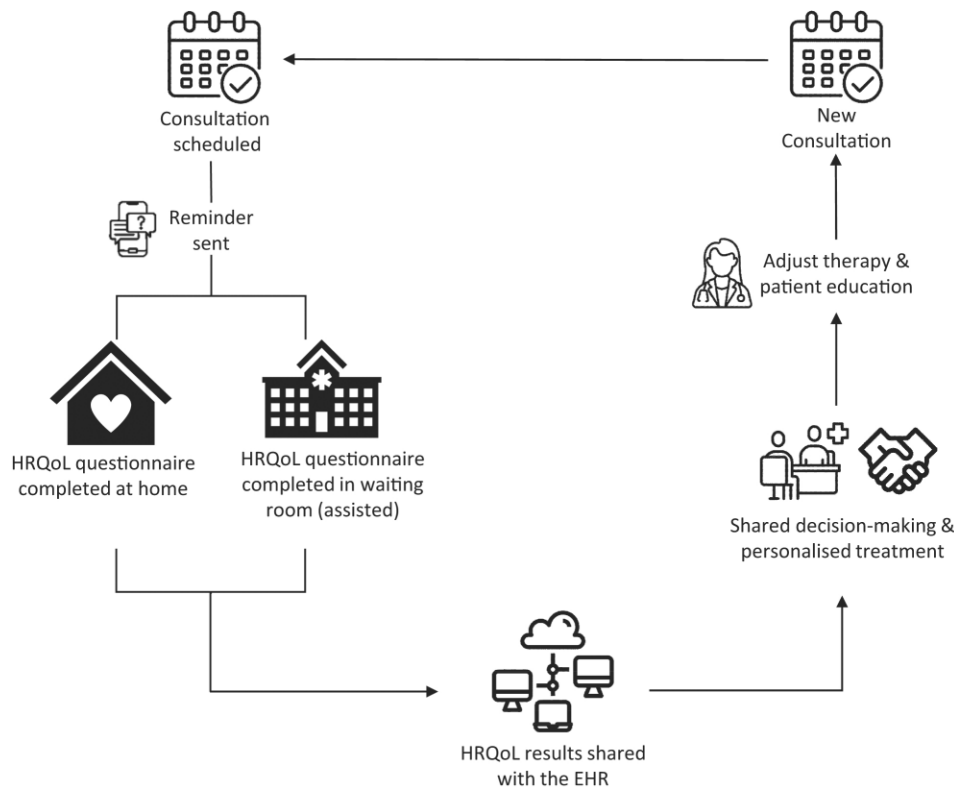 Consultation
scheduled
New
Consultation
Reminder
sent
?
Adjust therapy &
patient education
HRQoL questionnaire
completed at home
HRQoL questionnaire
completed in waiting
room (assisted)
Shared decision-making &
personalised treatment
HRQoL results shared
with the EHR